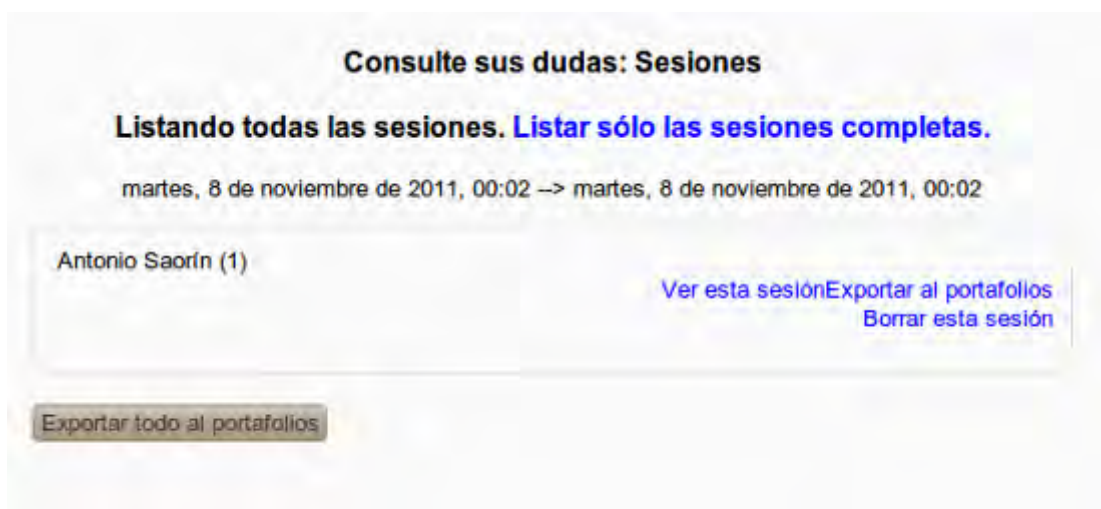 Consulte sus dudas: Sesiones
Listando todas las sesiones. Listar sólo las sesiones completas.
martes, 8 de noviembre de 2011, 00:02 --> martes, 8 de noviembre de 2011, 00:02
Antonio Saorín (1)
Ver esta sesiónExportar al portafolios
Borrar esta sesión
Exportar todo al portafolios